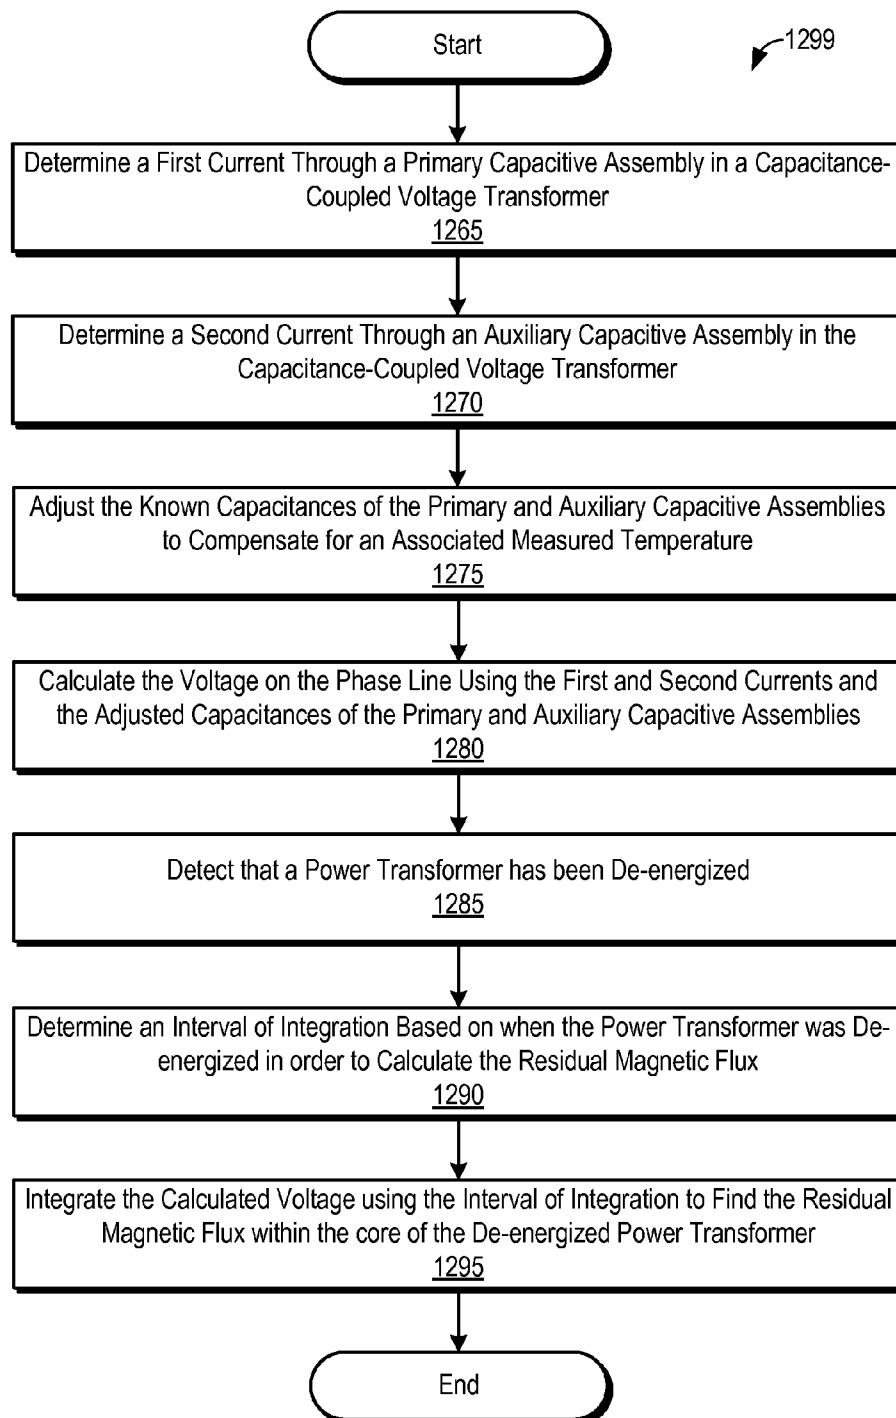 Start
1299
Determine a First Current Through a Primary Capacitive Assembly in a Capacitance-
Coupled Voltage Transformer
1265
Determine a Second Current Through an Auxiliary Capacitive Assembly in the
Capacitance-Coupled Voltage Transformer
1270
Adjust the Known Capacitances of the Primary and Auxiliary Capacitive Assemblies
to Compensate for an Associated Measured Temperature
1275
Calculate the Voltage on the Phase Line Using the First and Second Currents and
the Adjusted Capacitances of the Primary and Auxiliary Capacitive Assemblies
1280
Detect that a Power Transformer has been De-energized
1285
Determine an Interval of Integration Based on when the Power Transformer was De-
energized in order to Calculate the Residual Magnetic Flux
1290
Integrate the Calculated Voltage using the Interval of Integration to Find the Residual
Magnetic Flux within the core of the De-energized Power Transformer
1295
End